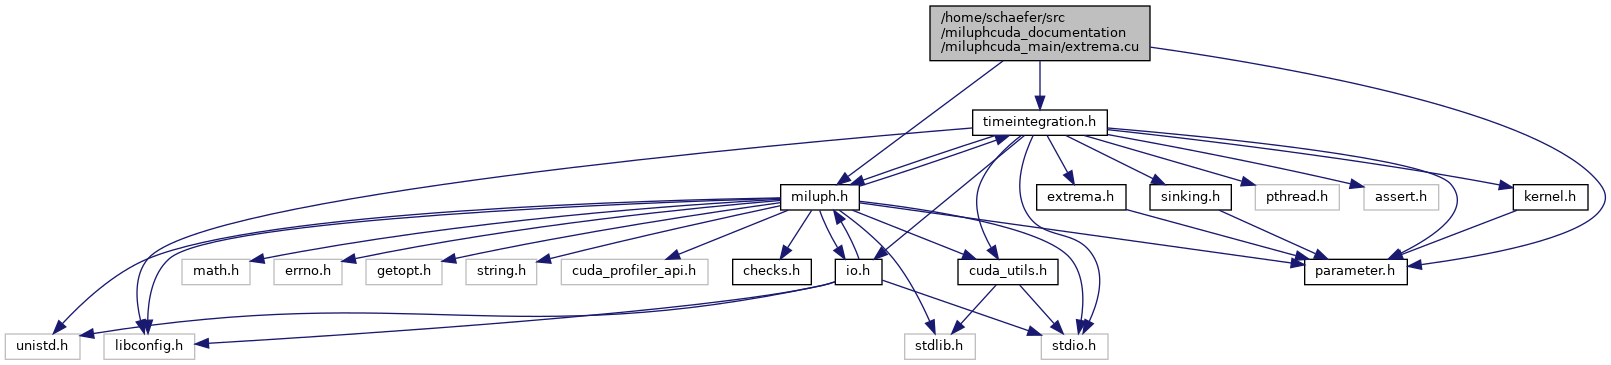 /home/schaefer/src
/miluphcuda_documentation
/miluphcuda_main/extrema.cu
timeintegration.h
miluph.h
extrema.h
sinking.h
pthread.h
assert.h
kernel.h
math.h
errno.h
getopt.h
string.h
cuda_profiler_api.h
checks.h
io.h
cuda_utils.h
parameter.h
unistd.h
libconfig.h
stdlib.h
stdio.h